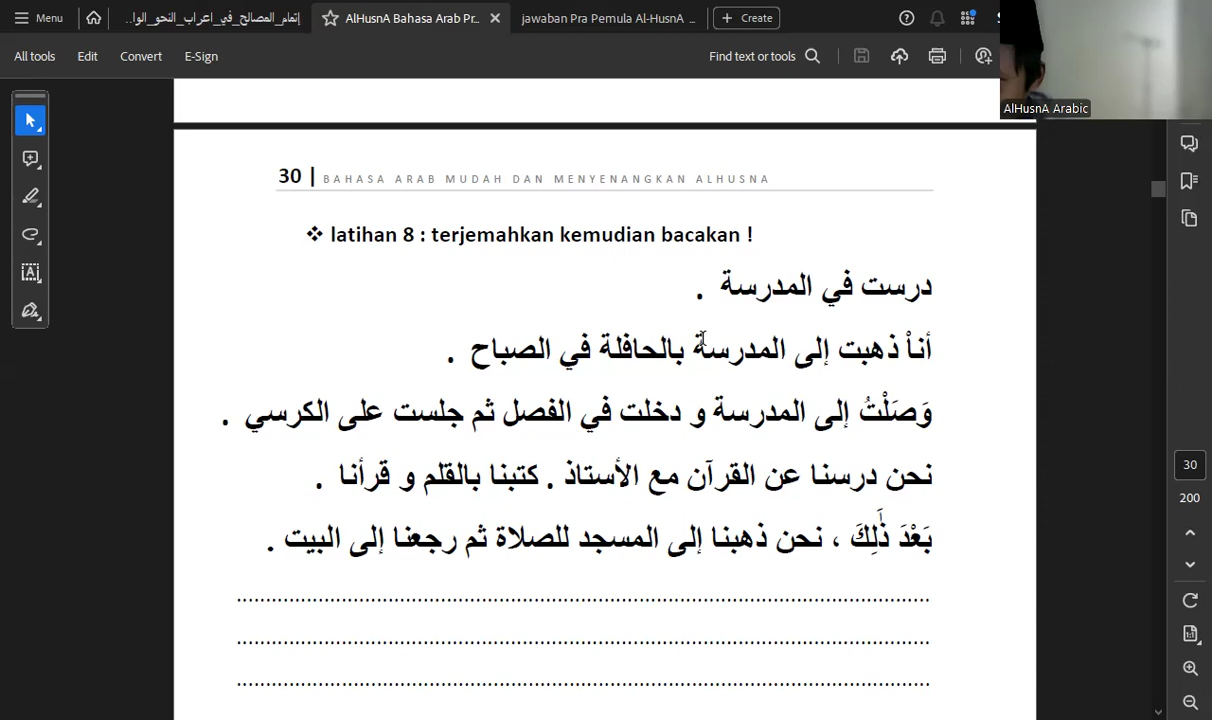 Menu
إتمام_المصالح_في_اعراب_النحو_الوا...
AlHusnA Bahasa Arab Pr...
jawaban Pra Pemula Al-HusnA ...
Create
All tools
Edit
Convert
E-Sign
Find text or tools
AlHusnA Arabic
30 | BAHASA ARAB MUDAH DAN MENYENANGKAN ALHUSNA
❖ latihan 8 : terjemahkan kemudian bacakan !
درست في المدرسة .
أناْ ذهبت إلى المدرسة بالحافلة في الصباح .
وَصَلْتُ إلى المدرسة و دخلت في الفصل ثم جلست على الكرسي .
نحن درسنا عن القرآن مع الأستاذ . كتبنا بالقلم و قرأنا .
بَعْدَ ذَٰلِكَ ، نحن ذهبنا إلى المسجد للصلاة ثم رجعنا إلى البيت .
30
200